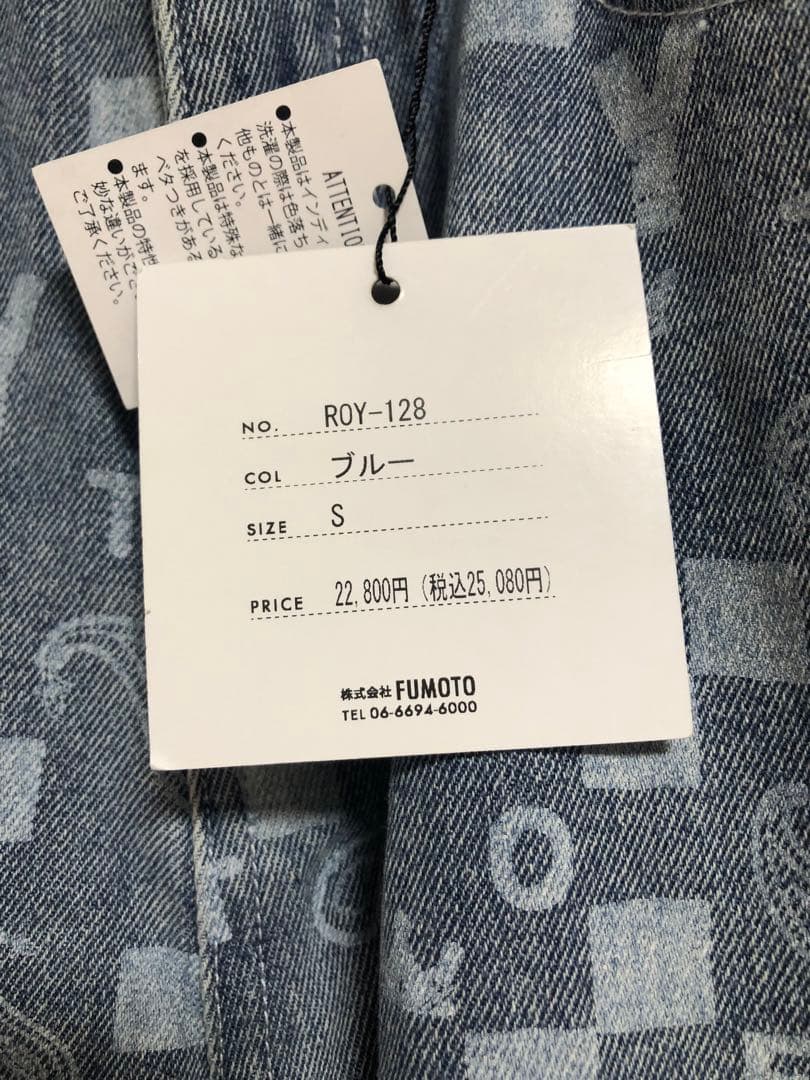 ATTENTIO
●本製品はインディ
洗濯の際は色落ち
他ものとは一緒に
ください。
●本製品は特殊な
を採用している
ベタつきがある
●本製品の特性
妙な違いがござ
ます。
ご了承ください。
NO. ROY-128
COL ブルー
SIZE S
PRICE 22,800円(税込25,080円)
株式会社 FUMOTO
TEL 06-6694-6000